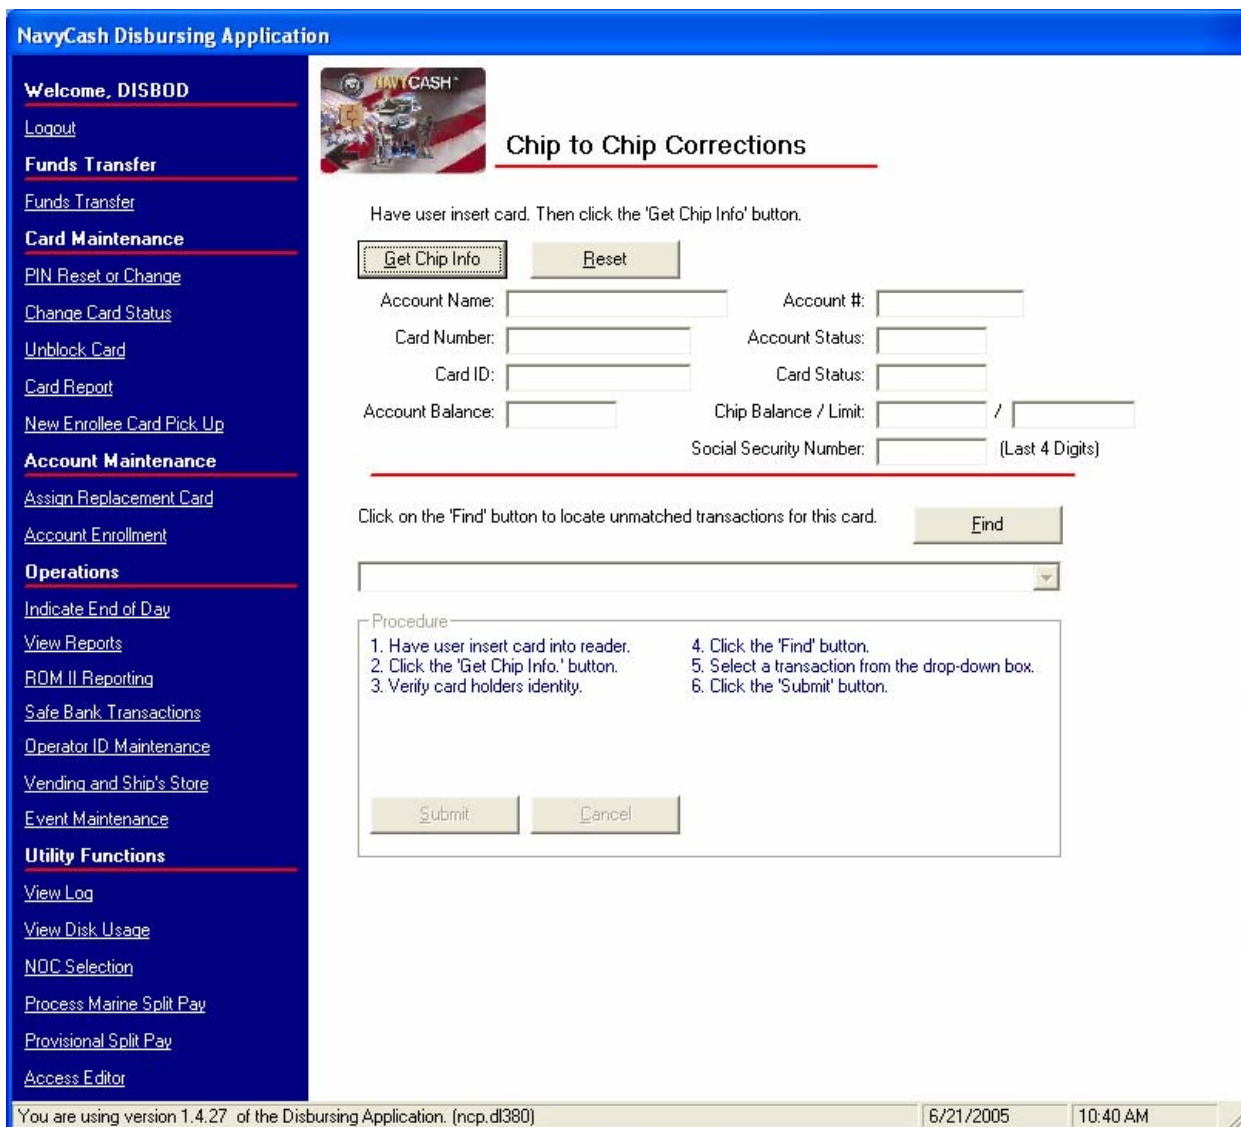 NavyCash Disbursing Application
Welcome, DISBOD
Logout
Funds Transfer
Funds Transfer
Card Maintenance
PIN Reset or Change
Change Card Status
Unblock Card
Card Report
New Enrollee Card Pick Up
Account Maintenance
Assign Replacement Card
Account Enrollment
Operations
Indicate End of Day
View Reports
ROM II Reporting
Safe Bank Transactions
Operator ID Maintenance
Vending and Ship's Store
Event Maintenance
Utility Functions
View Log
View Disk Usage
NOC Selection
Process Marine Split Pay
Provisional Split Pay
Access Editor
NAVYCASH
Chip to Chip Corrections
Have user insert card. Then click the 'Get Chip Info' button.
Get Chip Info Reset
Account Name: Account #:
Card Number: Account Status:
Card ID: Card Status:
Account Balance: Chip Balance / Limit: /
Social Security Number: (Last 4 Digits)
Click on the 'Find' button to locate unmatched transactions for this card. Find
Procedure
1. Have user insert card into reader. 4. Click the 'Find' button.
2. Click the 'Get Chip Info.' button. 5. Select a transaction from the drop-down box.
3. Verify card holders identity. 6. Click the 'Submit' button.
Submit Cancel
You are using version 1.4.27 of the Disbursing Application. (ncp.dl380) 6/21/2005 10:40 AM